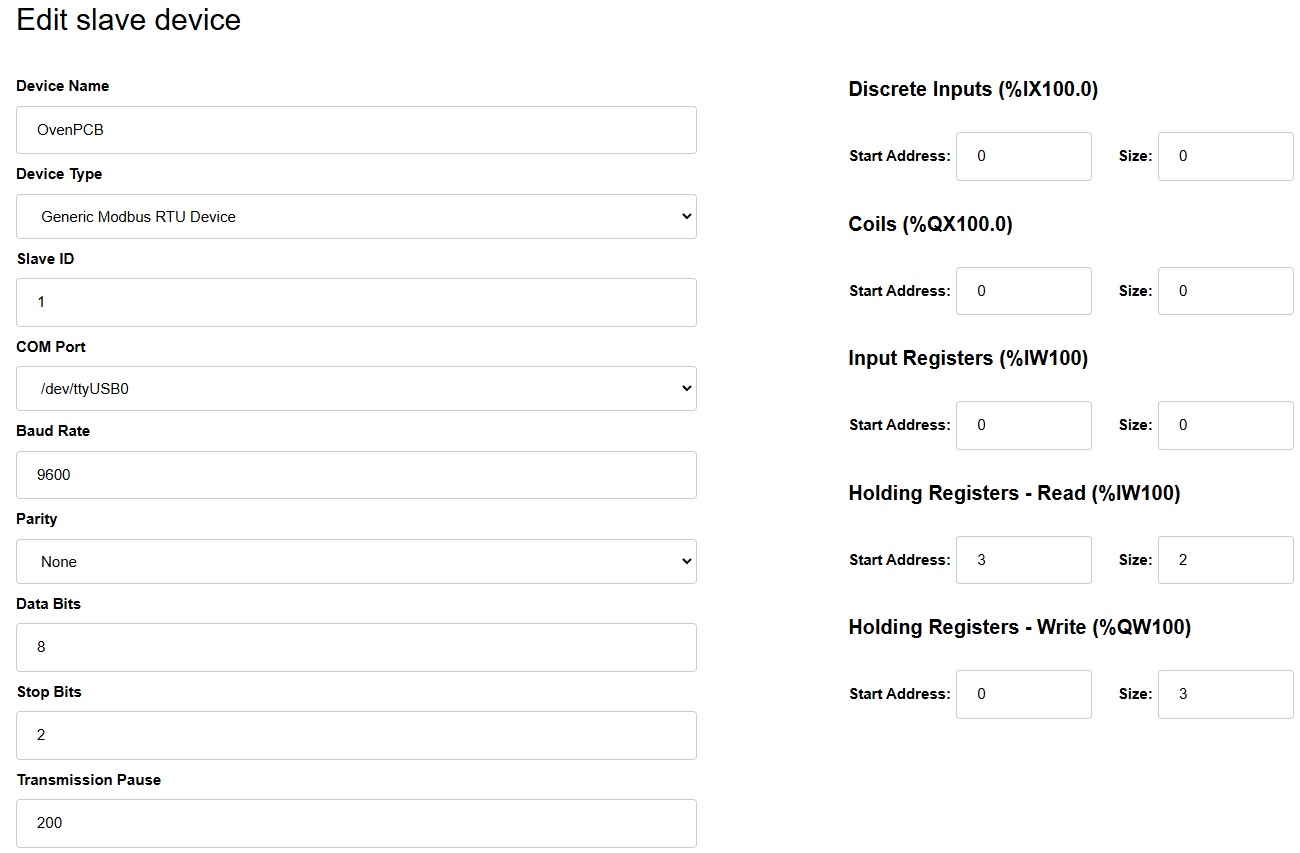 Edit slave device
Device Name
OvenPCB
Device Type
Generic Modbus RTU Device
Slave ID
1
COM Port
/dev/ttyUSB0
Baud Rate
9600
Parity
None
Data Bits
8
Stop Bits
2
Transmission Pause
200
Discrete Inputs (%IX100.0)
Start Address: 0 Size: 0
Coils (%QX100.0)
Start Address: 0 Size: 0
Input Registers (%IW100)
Start Address: 0 Size: 0
Holding Registers - Read (%IW100)
Start Address: 3 Size: 2
Holding Registers - Write (%QW100)
Start Address: 0 Size: 3